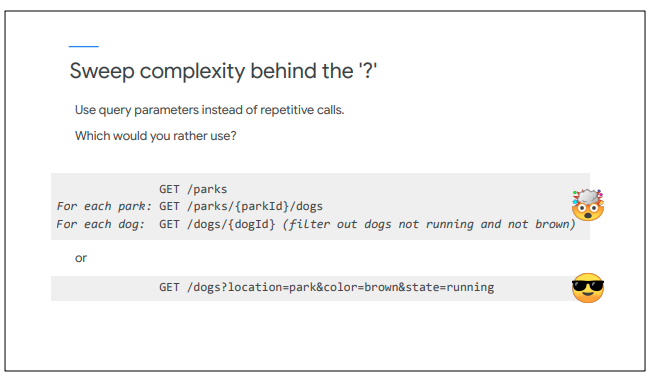 Sweep complexity behind the '?'
Use query parameters instead of repetitive calls.
Which would you rather use?
GET /parks
For each park: GET /parks/{parkId}/dogs
For each dog: GET /dogs/{dogId} (filter out dogs not running and not brown)
or
GET /dogs?location=park&color=brown&state=running